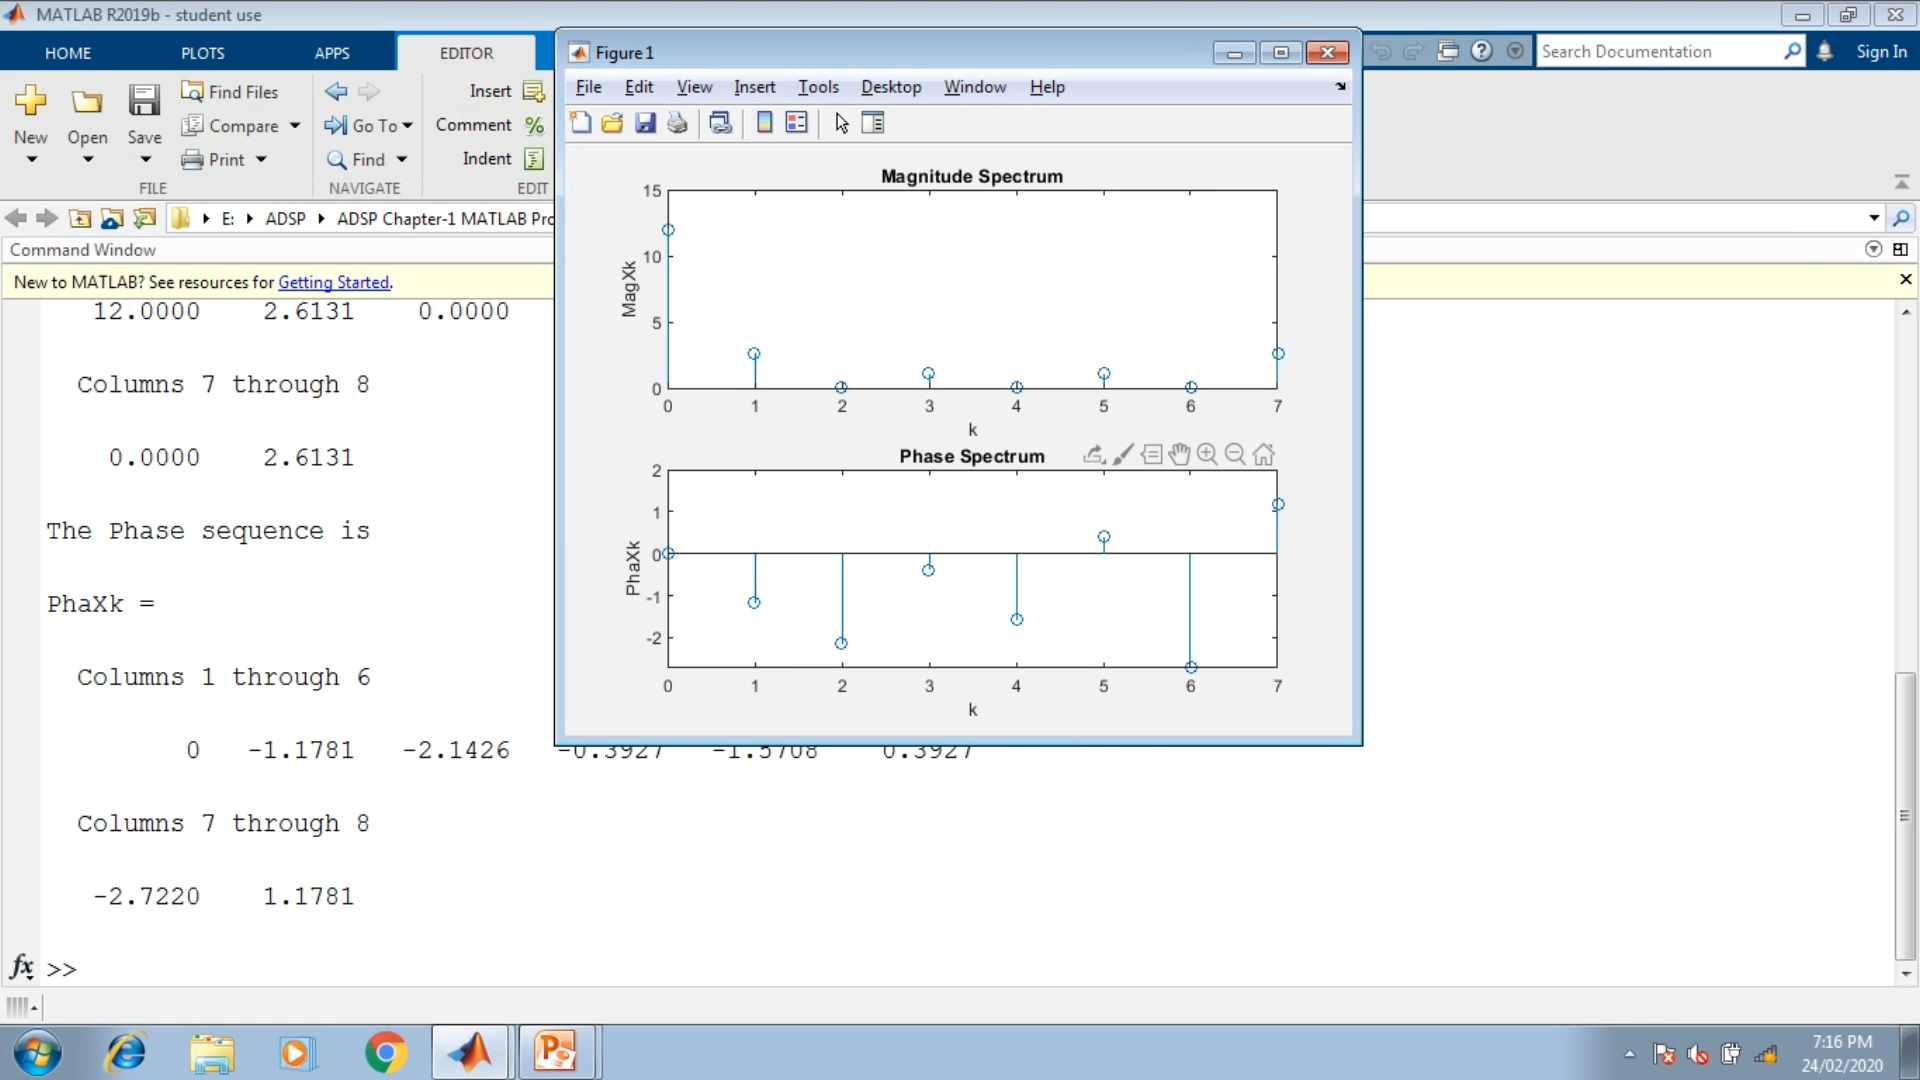 MATLAB R2019b - student use
HOME PLOTS APPS EDITOR
Search Documentation
Sign In
New
Open
Save
Find Files
Compare
Print
FILE
Go To
Find
NAVIGATE
Insert
Comment
Indent
EDIT
E: ADSP ADSP Chapter-1 MATLAB Pro
Command Window
New to MATLAB? See resources for Getting Started.
12.0000 2.6131 0.0000
Columns 7 through 8
0.0000 2.6131
The Phase sequence is
PhaXk =
Columns 1 through 6
0 -1.1781 -2.1426 -0.3927 -1.5708 0.3927
Columns 7 through 8
-2.7220 1.1781
fx >>
Figure 1
File Edit View Insert Tools Desktop Window Help
Magnitude Spectrum
15
10
5
0
MagXk
0 1 2 3 4 5 6 7
k
Phase Spectrum
2
1
0
-1
-2
PhaXk
0 1 2 3 4 5 6 7
k
7:16 PM
24/02/2020